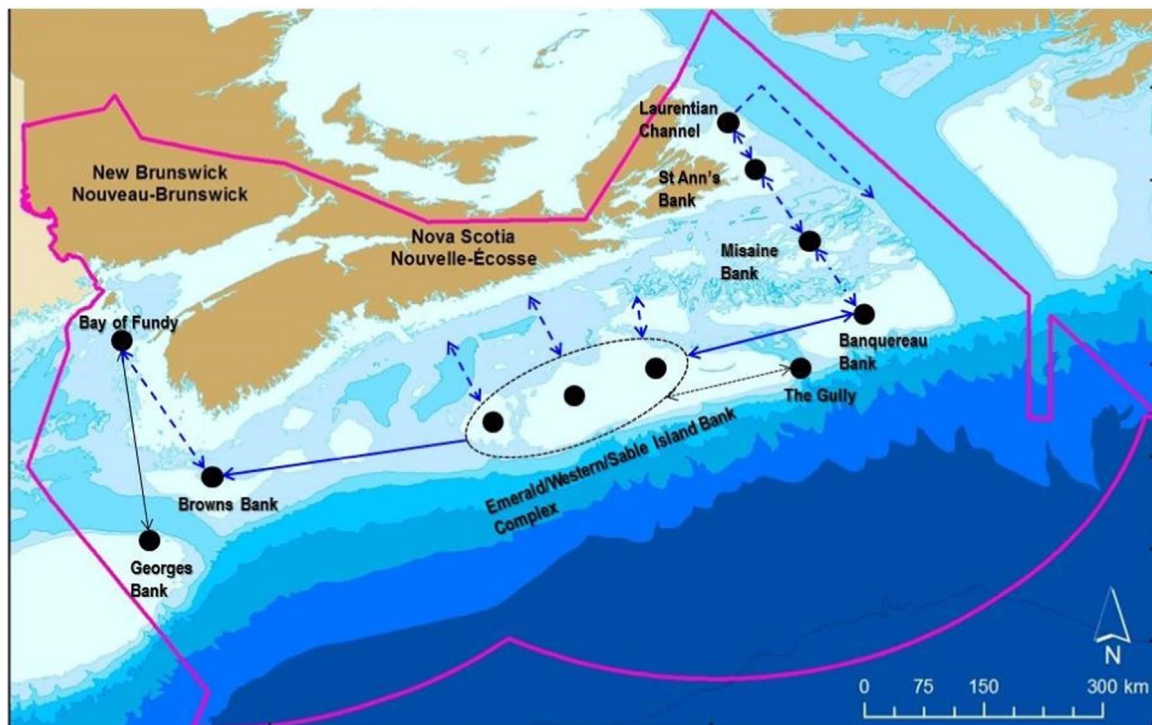 Laurentian
Channel
St Ann's
Bank
New Brunswick
Nouveau-Brunswick
Nova Scotia
Nouvelle-Écosse
Misaine
Bank
Bay of Fundy
Banquereau
Bank
The Gully
Emerald/Western/Sable Island Bank
Complex
Browns Bank
Georges
Bank
N
0 75 150 300 km